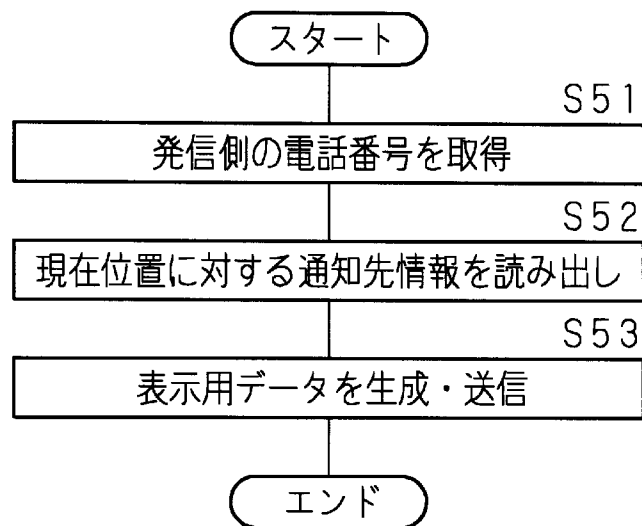 スタート
S51
発信側の電話番号を取得
S52
現在位置に対する通知先情報を読み出し
S53
表示用データを生成・送信
エンド